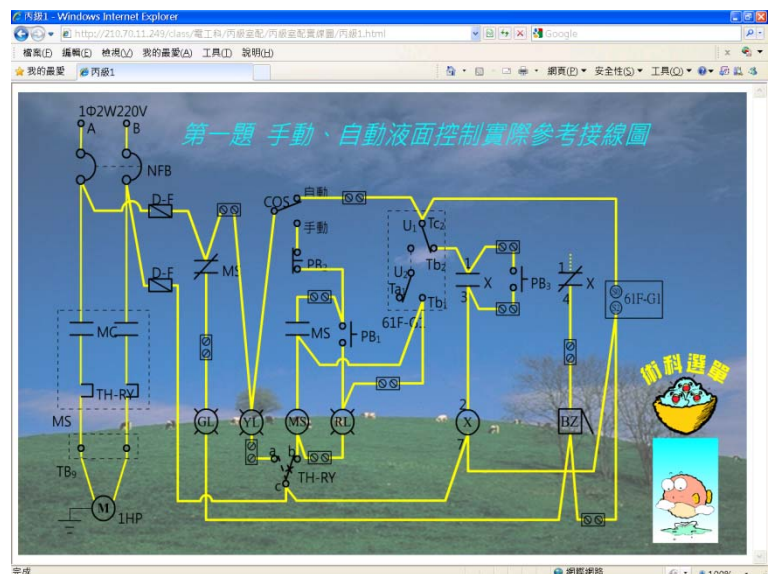 丙級1 - Windows Internet Explorer
http://210.70.11.249/class/電工科/丙級室配/丙級室配實線圖/丙級1.html
Google
檔案(F) 編輯(E) 檢視(V) 我的最愛(A) 工具(T) 說明(H)
我的最愛 丙級1 網頁(P) 安全性(S) 工具(O)
1Φ2W220V
A B
第一題 手動、自動液面控制實際參考接線圖
NFB
D-F
COS
自動
手動
U1 Tc2
D-F
MS
PB2
U2 Tb2
Ta1 Tb1
61F-G1
1 X 3
PB3
1 X 4
61F-G1
MC
MS
PB1
術科選單
TH-RY
MS
GL YL MS RL
2 X 7
BZ
a b c
TH-RY
TB9
M
1HP
完成
網際網路
100%